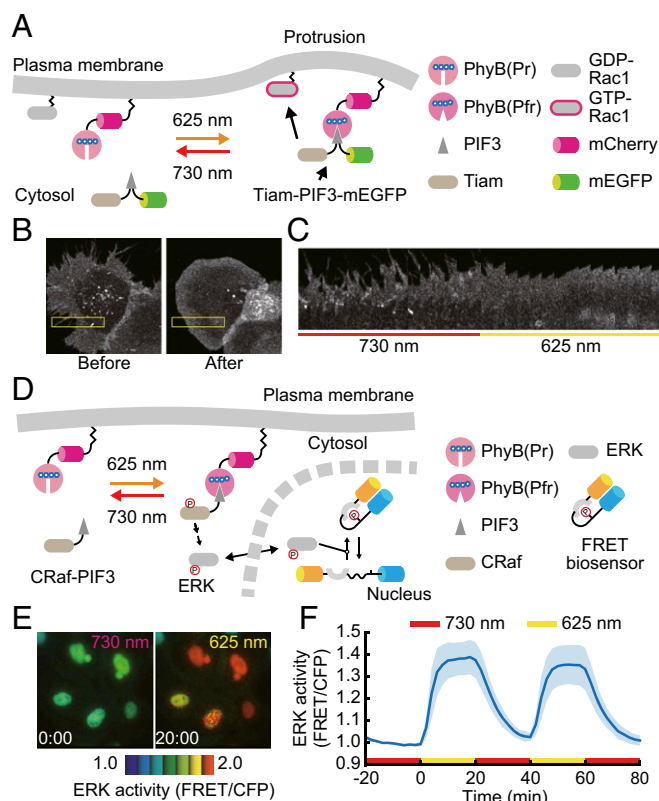 A
Plasma membrane
Protrusion
625 nm
730 nm
Cytosol
Tiam-PIF3-mEGFP
PhyB(Pr)
PhyB(Pfr)
PIF3
Tiam
GDP-
Rac1
GTP-
Rac1
mCherry
mEGFP
B
Before
After
C
730 nm
625 nm
D
Plasma membrane
Cytosol
625 nm
730 nm
CRaf-PIF3
P
P
ERK
P
P
Nucleus
PhyB(Pr)
PhyB(Pfr)
PIF3
CRaf
ERK
P
FRET
biosensor
E
730 nm
625 nm
0:00
20:00
1.0
2.0
ERK activity (FRET/CFP)
F
730 nm
625 nm
ERK activity
(FRET/CFP)
1.5
1.4
1.3
1.2
1.1
1.0
0.9
-20
0
20
40
60
80
Time (min)